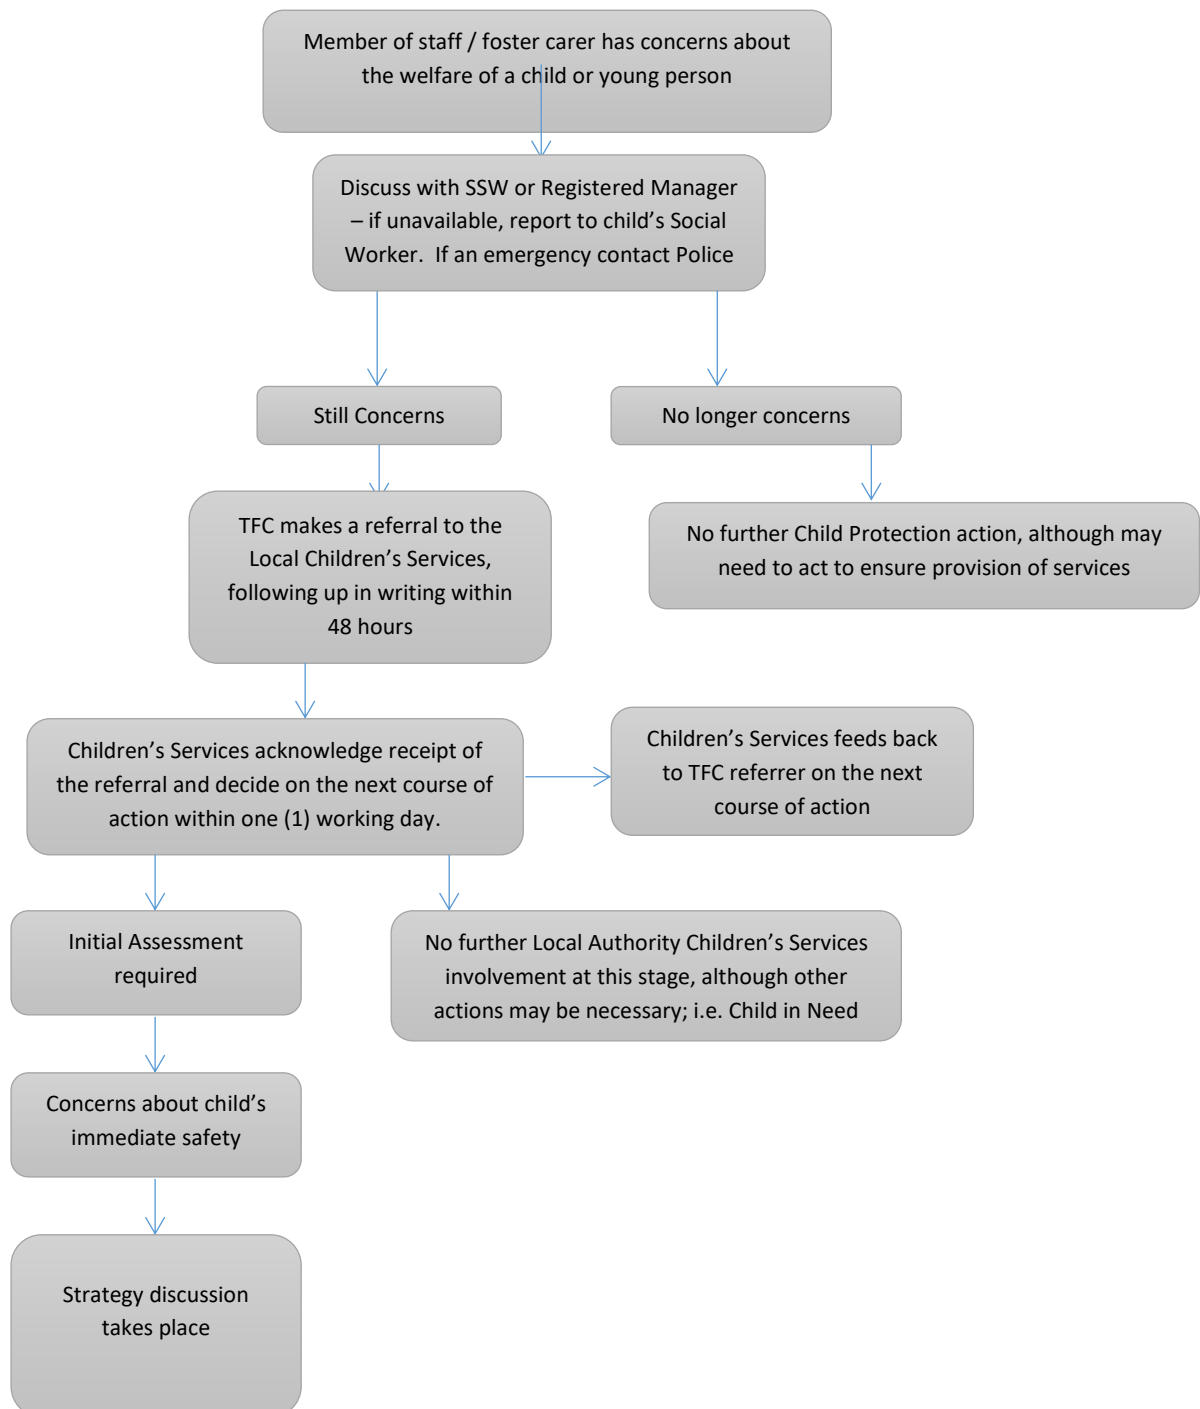 Member of staff / foster carer has concerns about
the welfare of a child or young person
Discuss with SSW or Registered Manager
– if unavailable, report to child’s Social
Worker.  If an emergency contact Police
Still Concerns
No longer concerns
TFC makes a referral to the
Local Children’s Services,
following up in writing within
48 hours
No further Child Protection action, although may
need to act to ensure provision of services
Children’s Services acknowledge receipt of
the referral and decide on the next course of
action within one (1) working day.
Children’s Services feeds back
to TFC referrer on the next
course of action
Initial Assessment
required
No further Local Authority Children’s Services
involvement at this stage, although other
actions may be necessary; i.e. Child in Need
Concerns about child’s
immediate safety
Strategy discussion
takes place